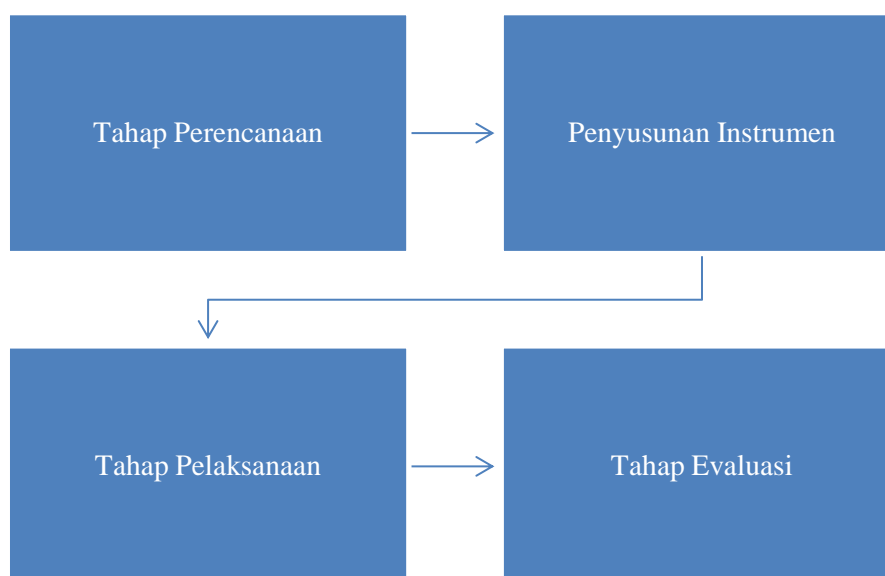 Tahap Perencanaan
Penyusunan Instrumen
Tahap Pelaksanaan
Tahap Evaluasi